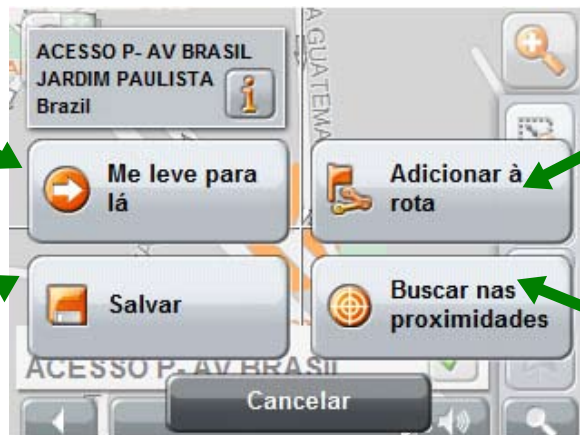 ACESSO P- AV BRASIL
JARDIM PAULISTA
Brazil
A GUATEMA
Me leve para
lá
Adicionar à
rota
Salvar
Buscar nas
proximidades
ACESSO P- AV BRASIL
Cancelar